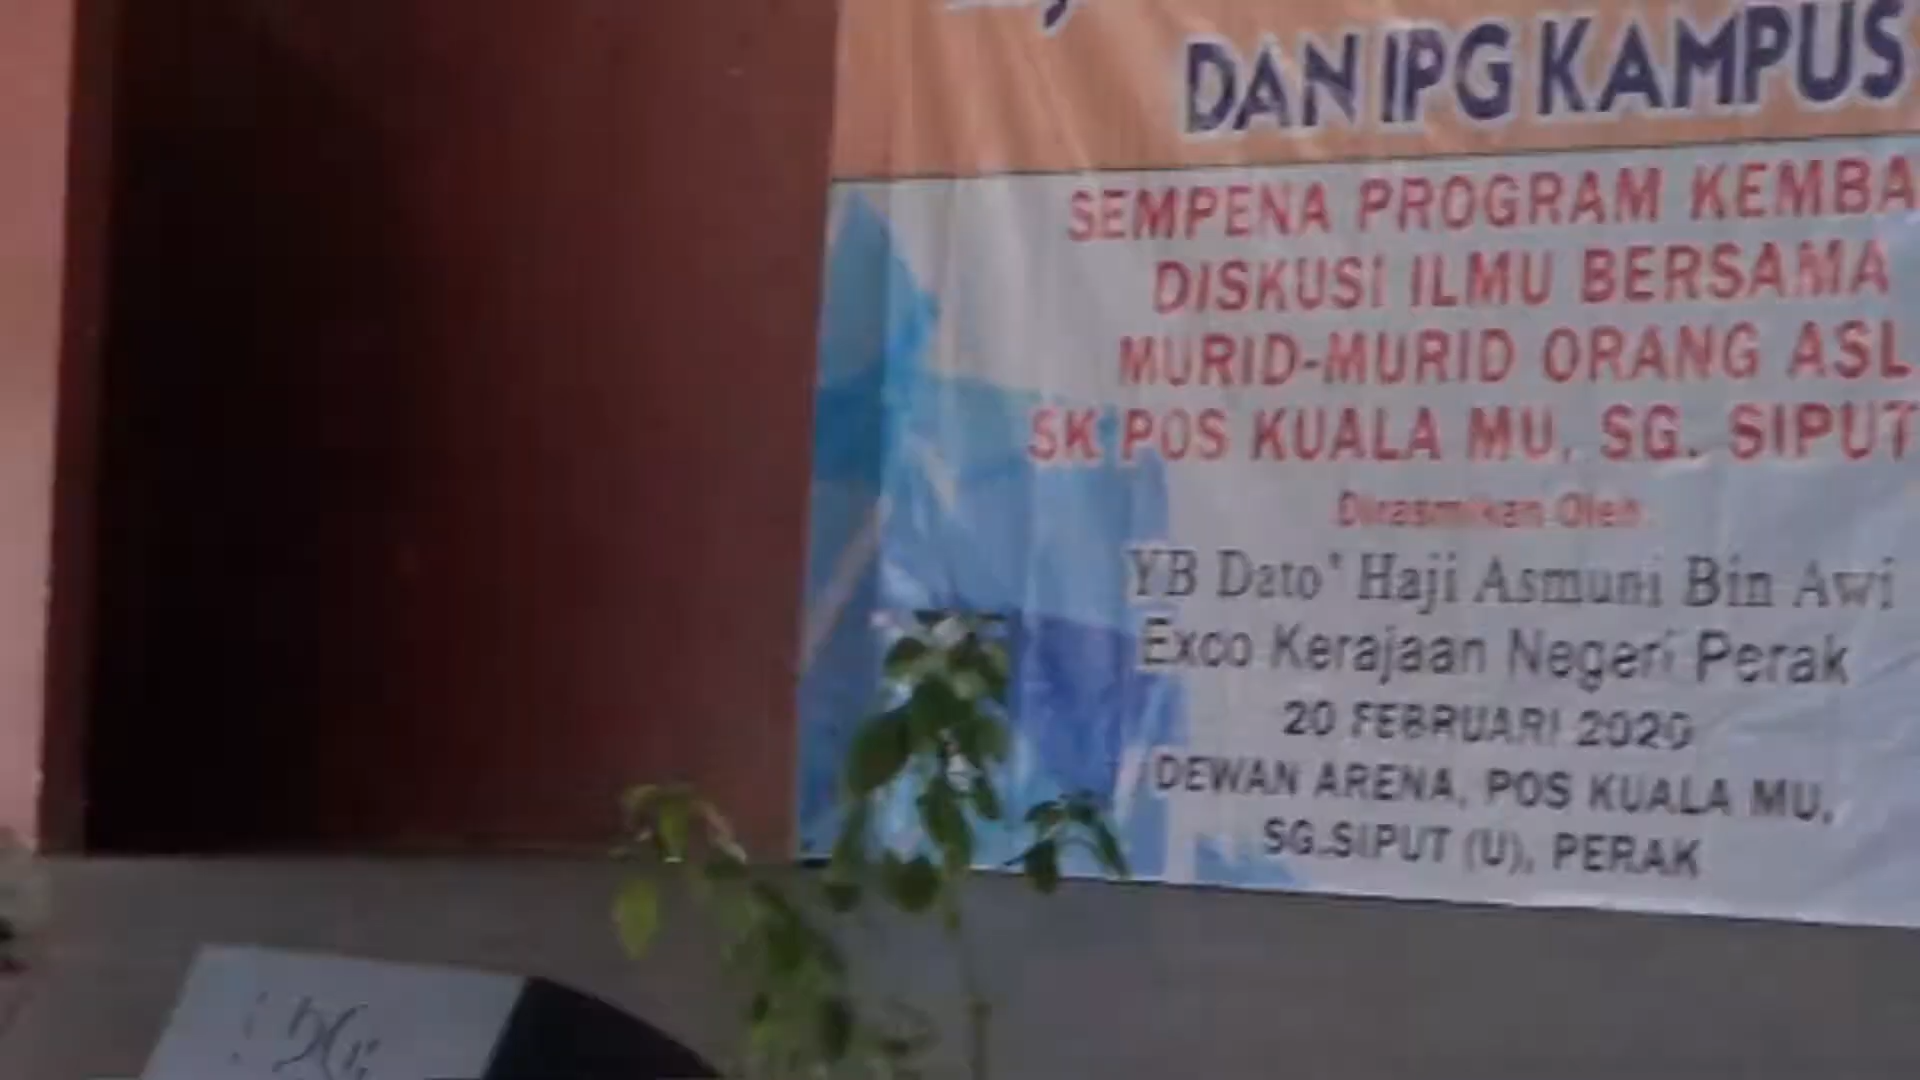 DAN IPG KAMPUS
SEMPENA PROGRAM KEMBA
DISKUSI ILMU BERSAMA
MURID-MURID ORANG ASL
SK POS KUALA MU, SG. SIPUT
Dirasmikan Oleh
YB Dato' Haji Asmuni Bin Awi
Exco Kerajaan Negeri Perak
20 FEBRUARI 2020
DEWAN ARENA, POS KUALA MU,
SG.SIPUT (U), PERAK